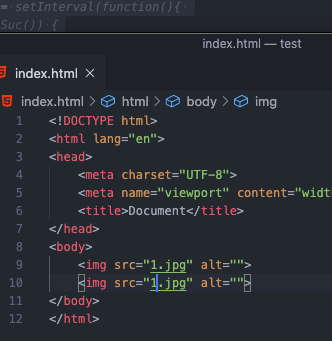 = setInterval(function(){
Suc()) {
index.html — test
index.html ×
index.html > html > body > img
1 <!DOCTYPE html>
2 <html lang="en">
3 <head>
4 <meta charset="UTF-8">
5 <meta name="viewport" content="widt
6 <title>Document</title>
7 </head>
8 <body>
9 <img src="1.jpg" alt="">
10 <img src="1.jpg" alt="">
11 </body>
12 </html>